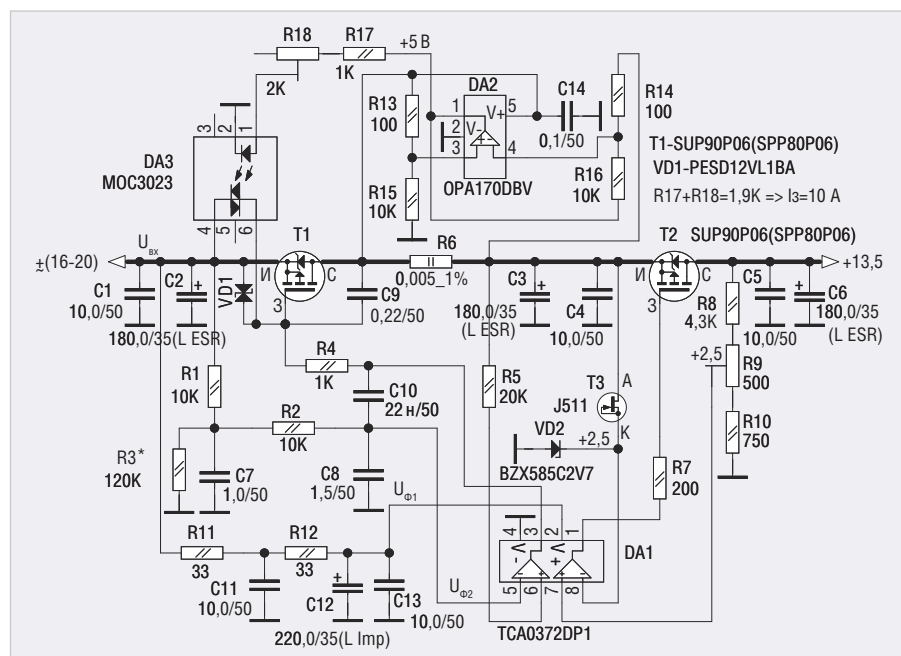 R18 R17 +5 В
1K
2K
R13
100
DA2
1 5
V+
V-
2
3 4
OPA170DBV
C14
0,1/50
R14
100
R16
10K
R15
10K
T1-SUP90P06(SPP80P06)
VD1-PESD12VL1BA
R17+R18=1,9K => Iз=10 А
3 2 1
DA3
MOC3023
4 5 6
Uвх
±(16-20)
T1
И С
З
R6
0,005_1%
T2 SUP90P06(SPP80P06)
И С
З
+13,5
C1
10,0/50
C2
+
180,0/35(L ESR)
VD1
C9
0,22/50
C3
+
180,0/35
(L ESR)
C4
10,0/50
R8
4,3K
C5
10,0/50
C6
+
180,0/35
(L ESR)
R1
10K
R4
1K
C10
22 н/50
R5
20K
T3
J511
А
К
+2,5
R9
500
R10
750
R2
10K
VD2
+2,5
BZX585C2V7
R3*
120K
C7
1,0/50
C8
1,5/50
R7
200
UФ1
R11
33
R12
33
4 3 2 1
V- V+
DA1
5 6 7 8
TCA0372DP1
C11
10,0/50
+
C12
220,0/35(L Imp)
C13
10,0/50
UФ2